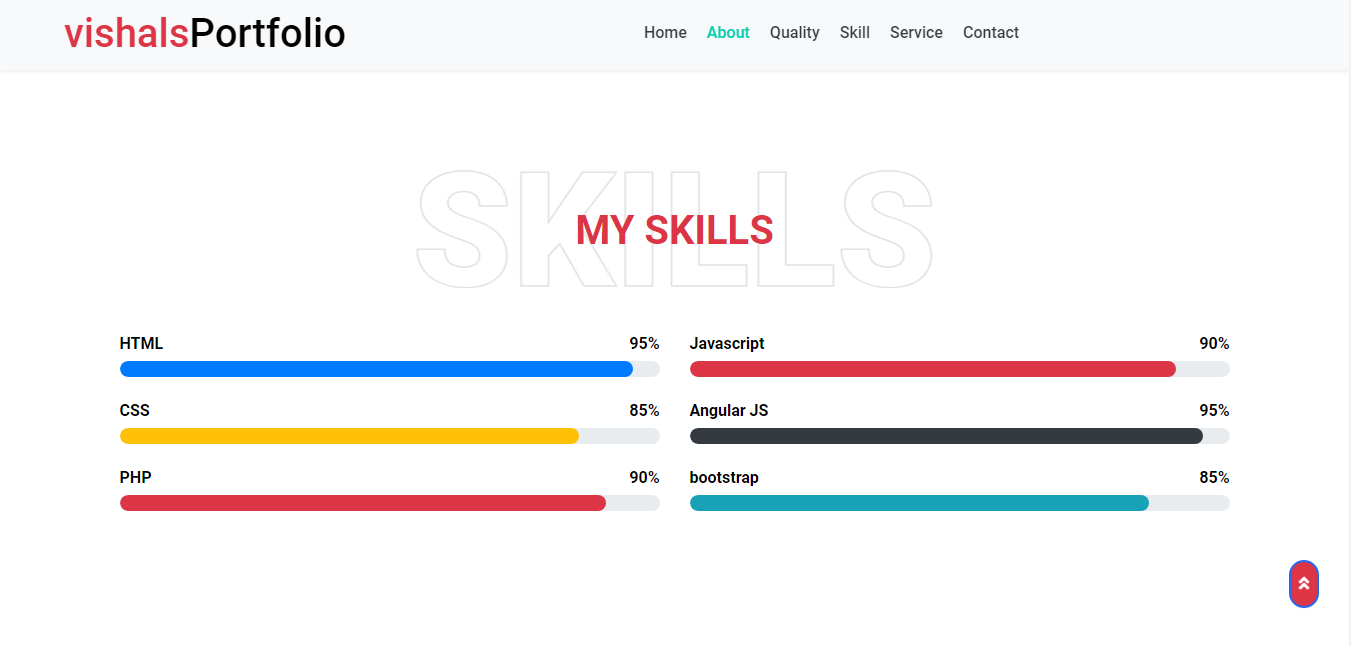 vishalsPortfolio
Home About Quality Skill Service Contact
SKILLS
MY SKILLS
HTML 95%
Javascript 90%
CSS 85%
Angular JS 95%
PHP 90%
bootstrap 85%